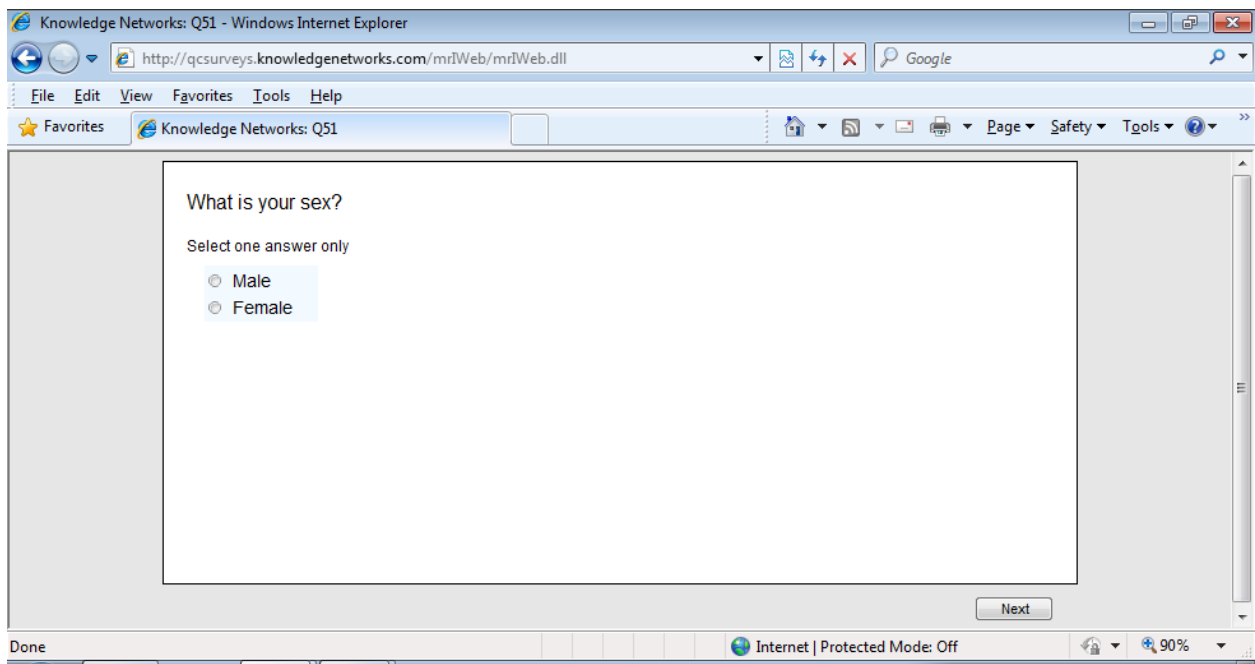 Knowledge Networks: Q51 - Windows Internet Explorer
http://qcsurveys.knowledgenetworks.com/mrIWeb/mrIWeb.dll
Google
File Edit View Favorites Tools Help
Favorites
Knowledge Networks: Q51
Page Safety Tools
What is your sex?
Select one answer only
Male
Female
Next
Done
Internet | Protected Mode: Off
90%